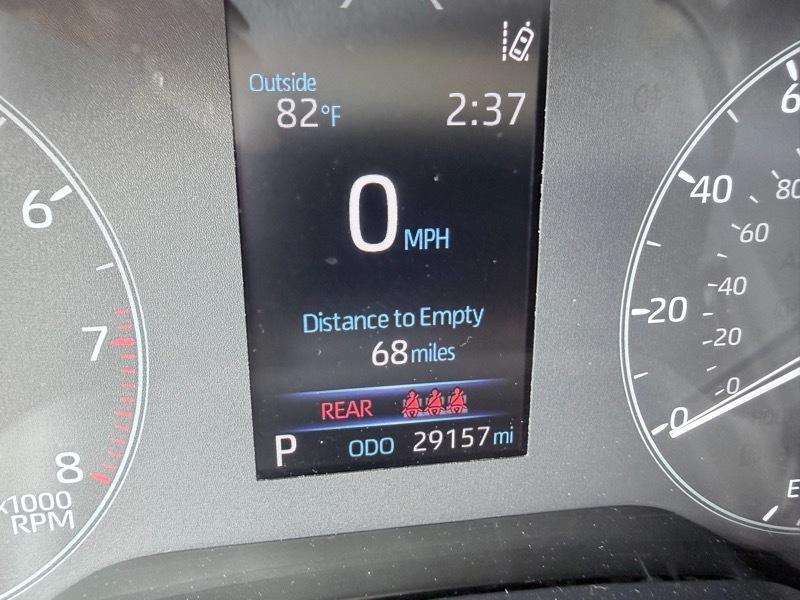 Outside
82°F 2:37
0 MPH
Distance to Empty
68 miles
REAR
P ODO 29157 mi
6
7
8
x1000
RPM
6
40
80
60
20
40
20
0
0
E